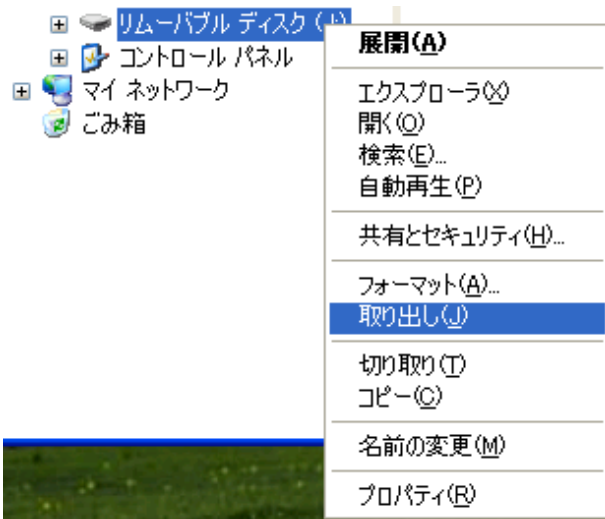 リムーバブル ディスク (J)
コントロール パネル
マイ ネットワーク
ごみ箱
展開(A)
エクスプローラ(X)
開く(O)
検索(E)...
自動再生(P)
共有とセキュリティ(H)...
フォーマット(A)...
取り出し(J)
切り取り(T)
コピー(C)
名前の変更(M)
プロパティ(R)